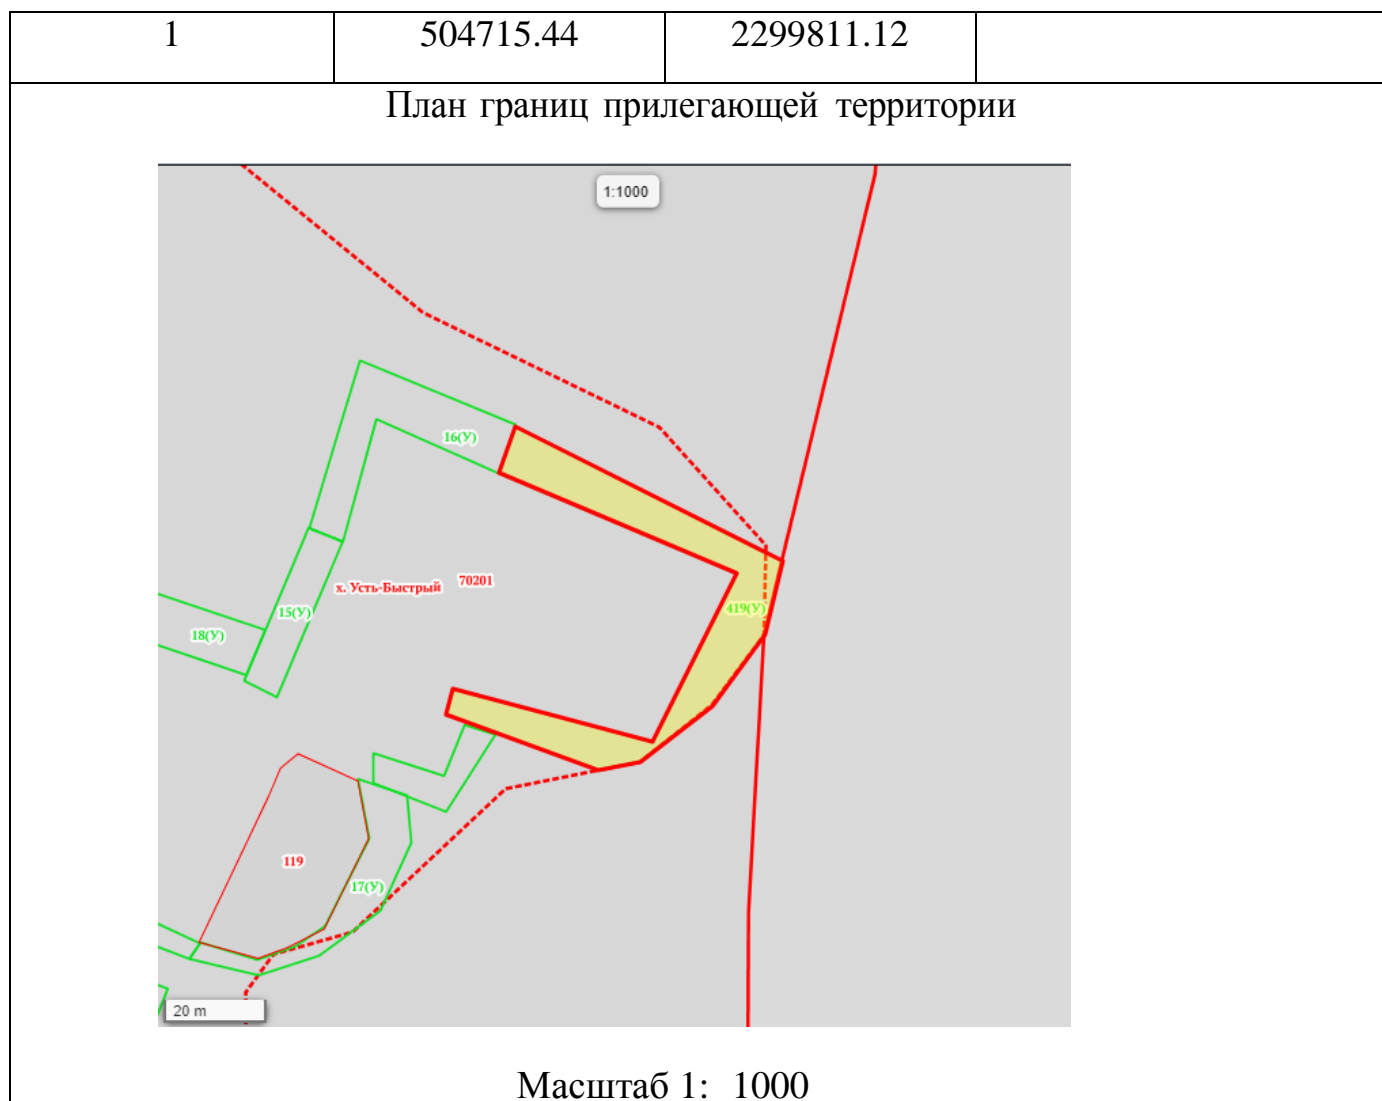 1 504715.44 2299811.12
План границ прилегающей территории
1:1000
16(У)
х. Усть-Быстрый 70201
419(У)
15(У)
18(У)
119
17(У)
20 m
Масштаб 1: 1000